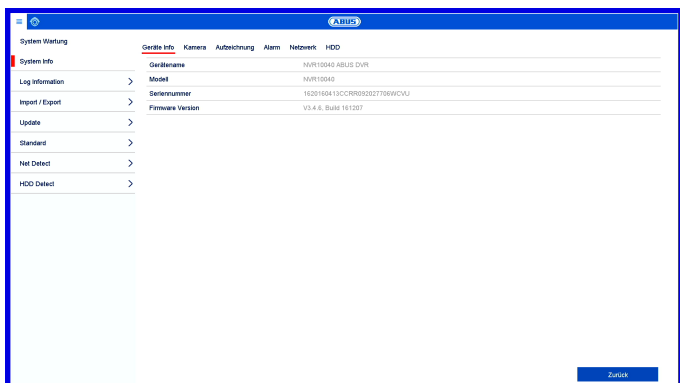 ABUS
System Wartung
System Info
Log Information
Import / Export
Update
Standard
Net Detect
HDD Detect
Geräte Info Kamera Aufzeichnung Alarm Netzwerk HDD
Gerätename NVR10040 ABUS DVR
Modell NVR10040
Seriennummer 1620160413CCRR092027706WCVU
Firmware Version V3.4.6, Build 161207
Zurück